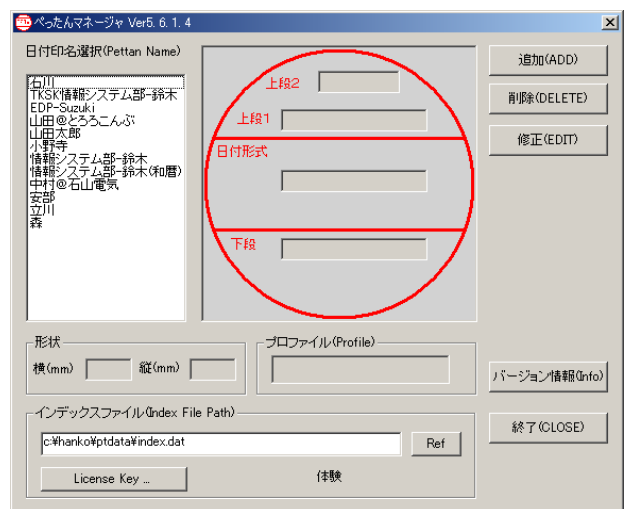 ぺったんマネージャ Ver5. 6. 1. 4
日付印名選択(Pettan Name)
石川
TKSK情報システム部-鈴木
EDP-Suzuki
山田@とろろこんぶ
山田太郎
小野寺
情報システム部-鈴木
情報システム部-鈴木(和暦)
中村@石山電気
安部
立川
森
上段2
上段1
日付形式
下段
追加(ADD)
削除(DELETE)
修正(EDIT)
形状
横(mm)
縦(mm)
プロファイル(Profile)
バージョン情報(Info)
インデックスファイル(Index File Path)
c:¥hanko¥ptdata¥index.dat
Ref
終了(CLOSE)
License Key ...
体験